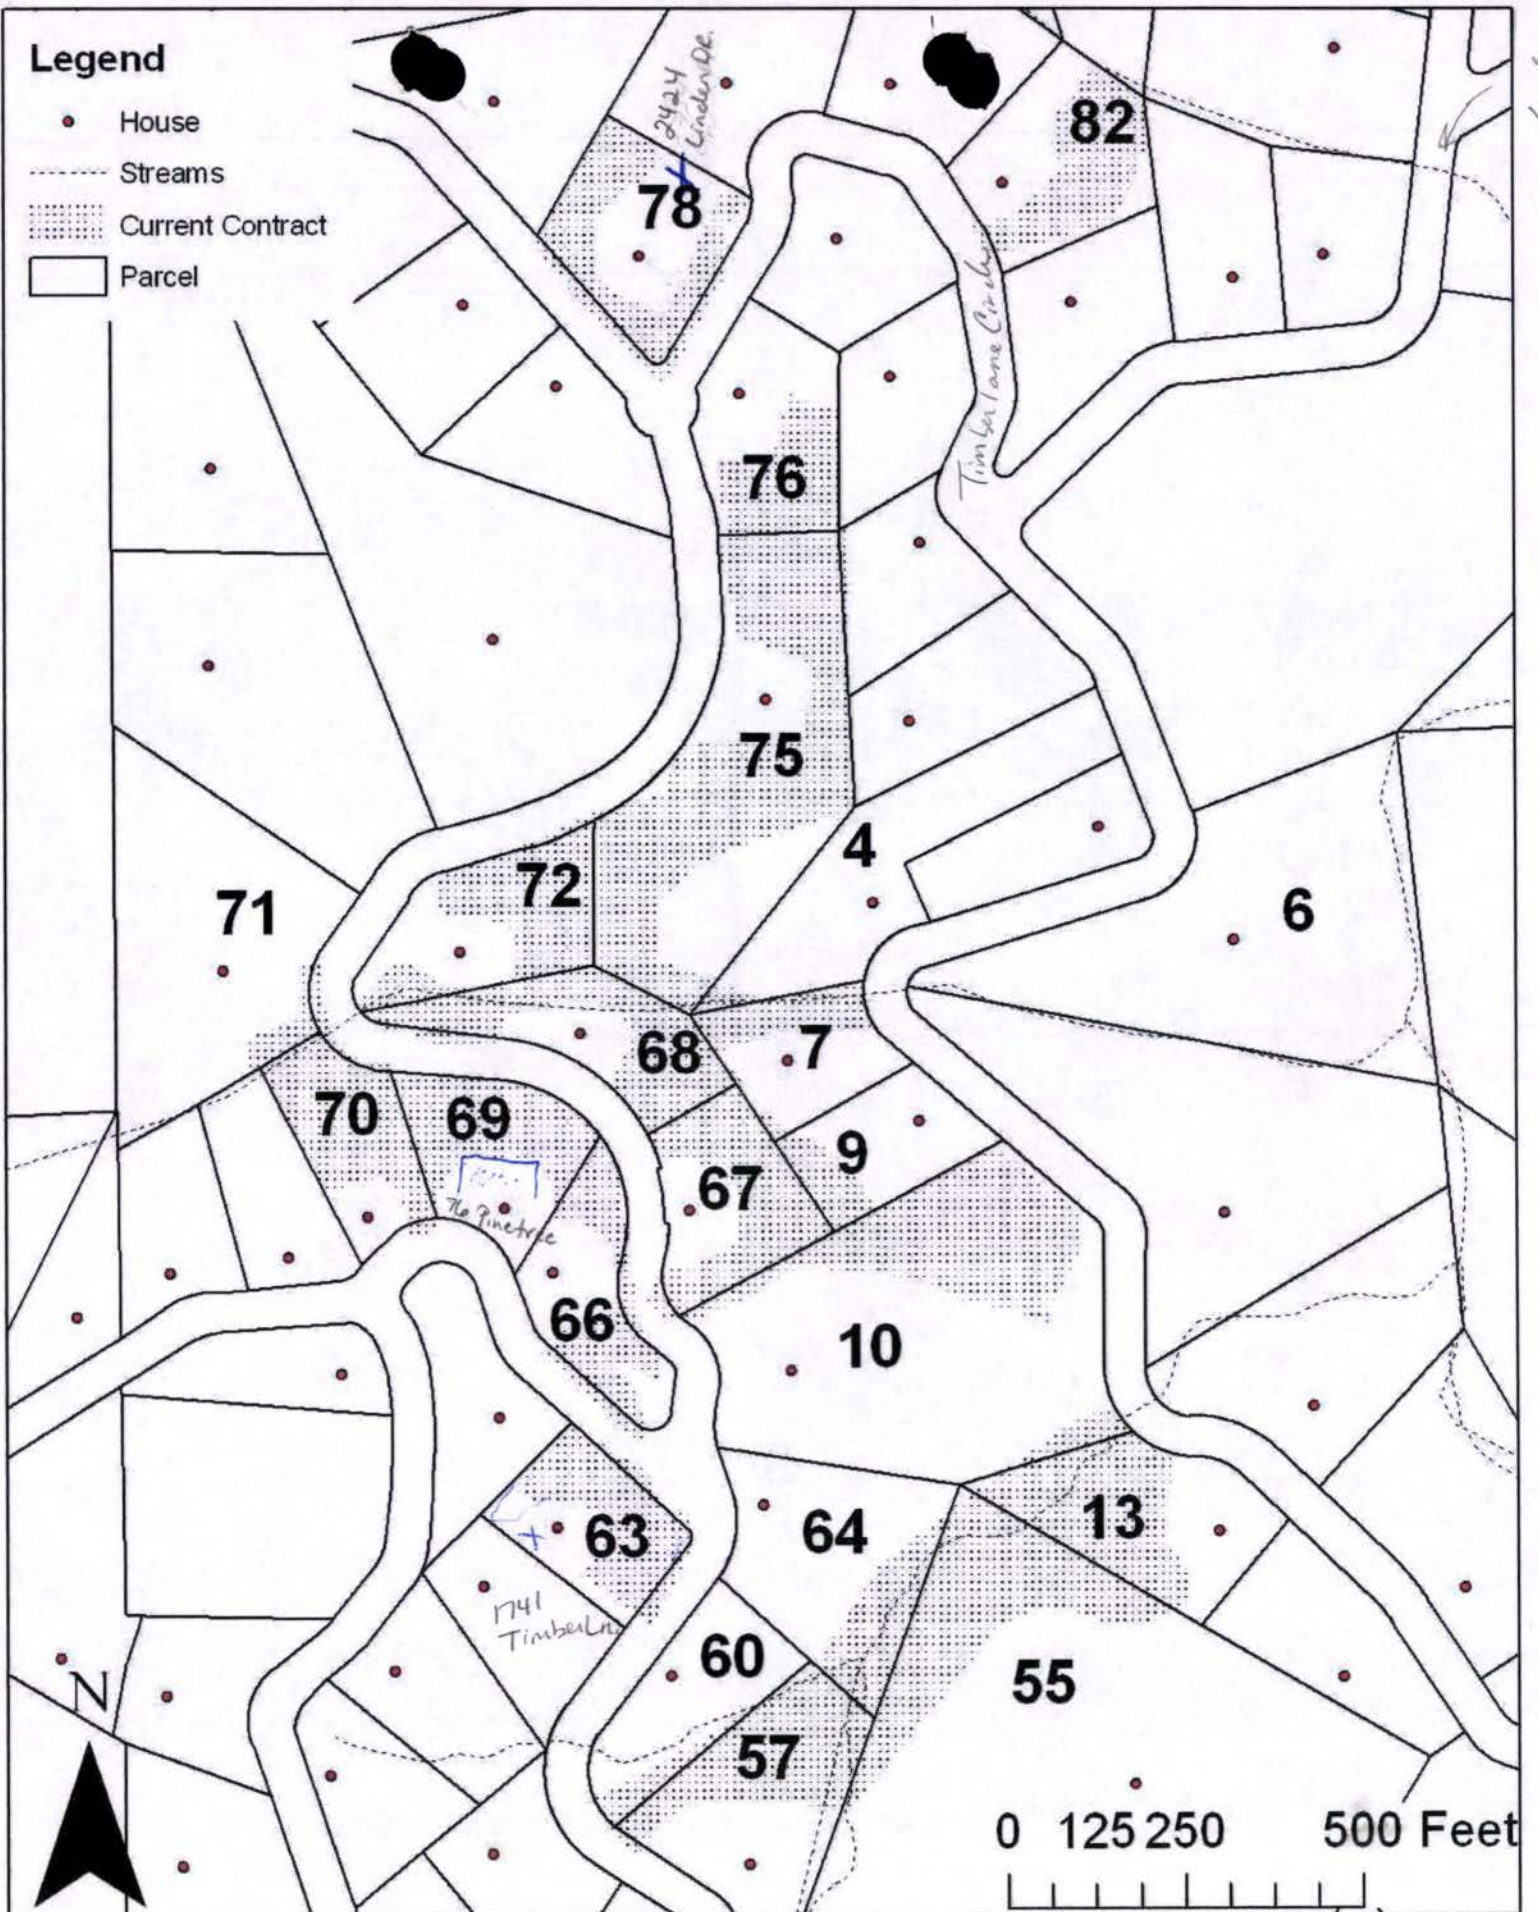 Legend
House
Streams
Current Contract
Parcel
2424
Linden DR.
82
78
Timberlane Circle
76
75
4
72
71
6
68
7
70
69
9
67
76 Pinetree
66
10
63
64
13
1741
Timber Ln.
60
55
N
57
0 125 250 500 Feet